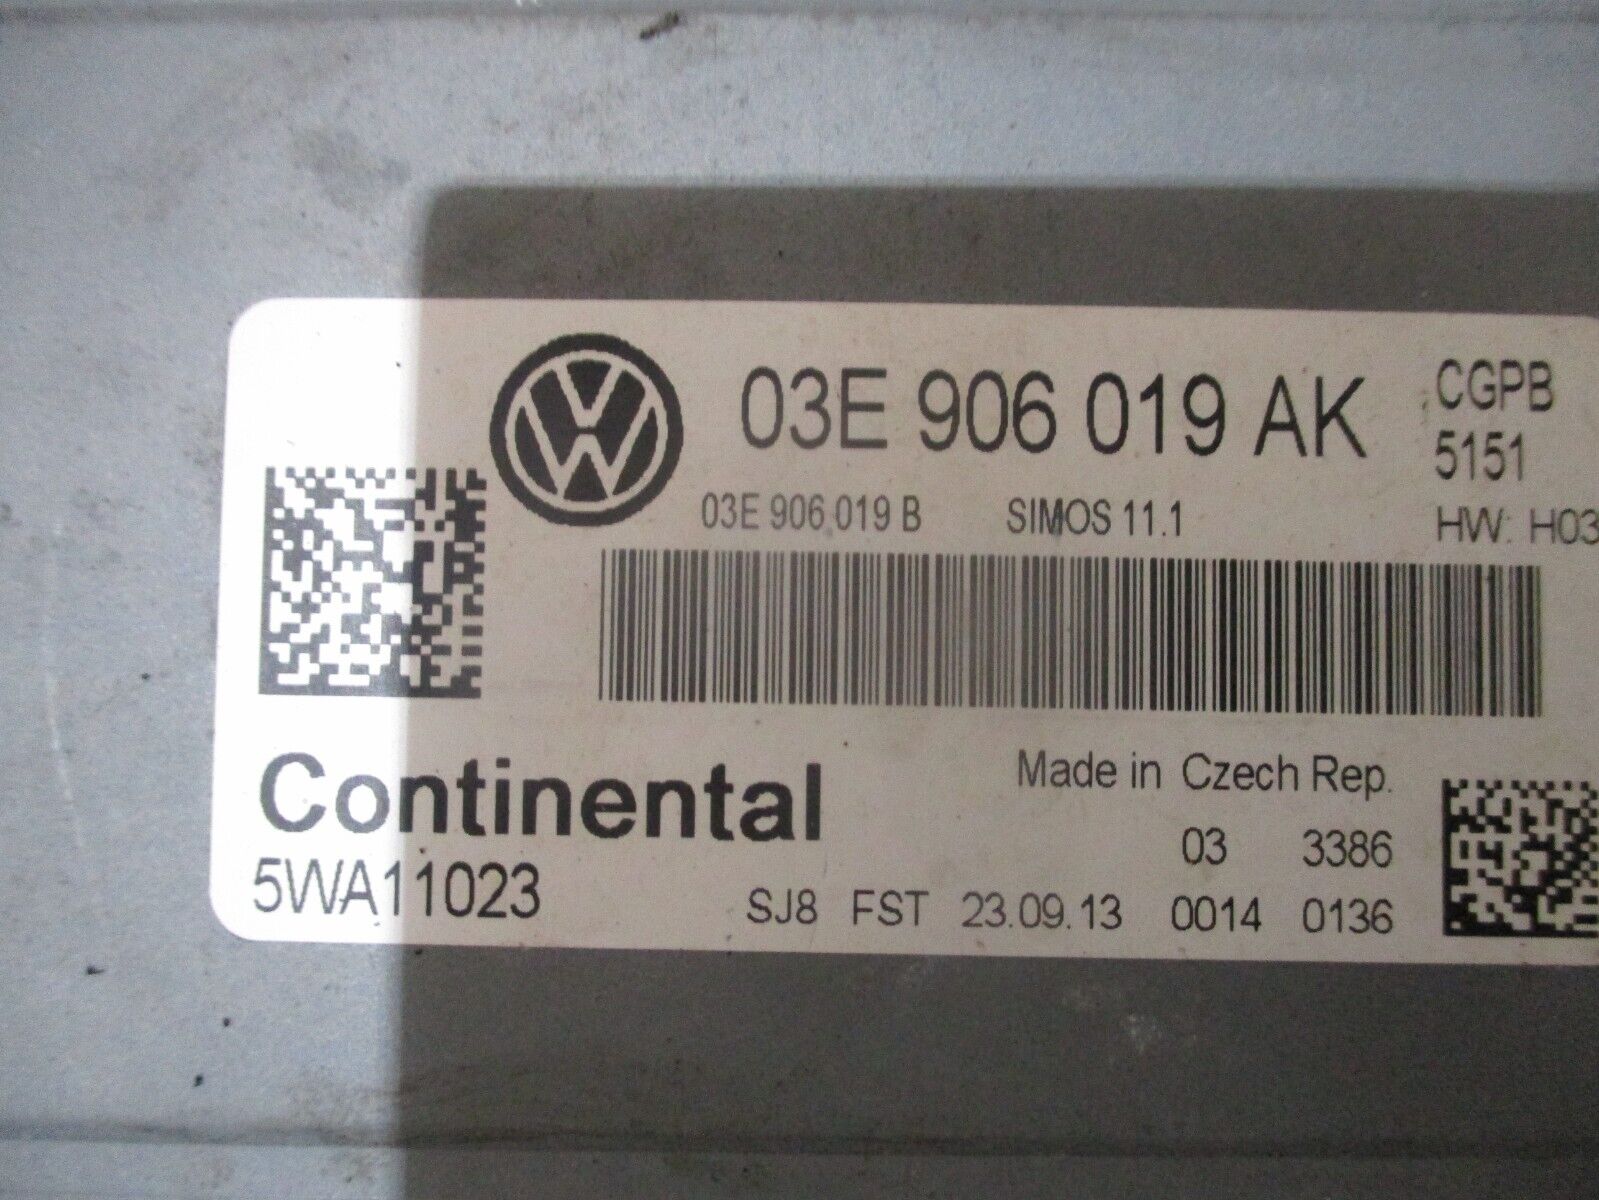 03E 906 019 AK
CGPB
5151
03E 906 019 B SIMOS 11.1
HW: H03
Continental
Made in Czech Rep.
03 3386
5WA11023
SJ8 FST 23.09.13 0014 0136